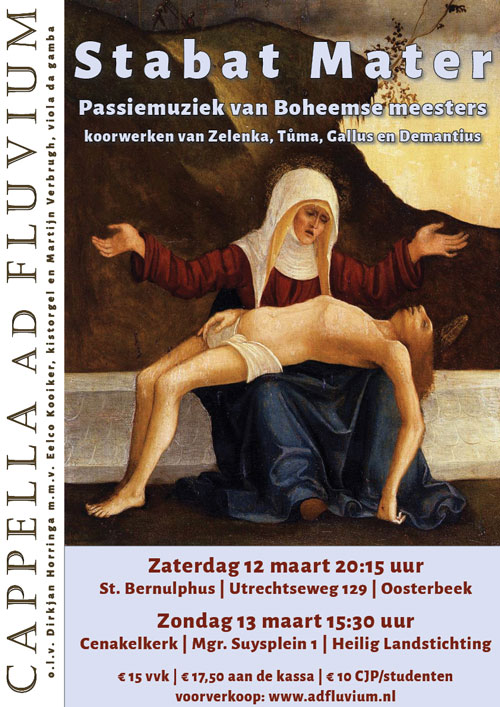 CAPPELLA AD FLUVIUM
o.l.v. Dirkjan Horringa m.m.v. Eelco Kooiker, kistorgel en Martijn Verbrugh, viola da gamba
Stabat Mater
Passiemuziek van Boheemse meesters
koorwerken van Zelenka, Tůma, Gallus en Demantius
Zaterdag 12 maart 20:15 uur
St. Bernulphus | Utrechtseweg 129 | Oosterbeek
Zondag 13 maart 15:30 uur
Cenakelkerk | Mgr. Suysplein 1 | Heilig Landstichting
€ 15 vvk | € 17,50 aan de kassa | € 10 CJP/studenten
voorverkoop: www.adfluvium.nl